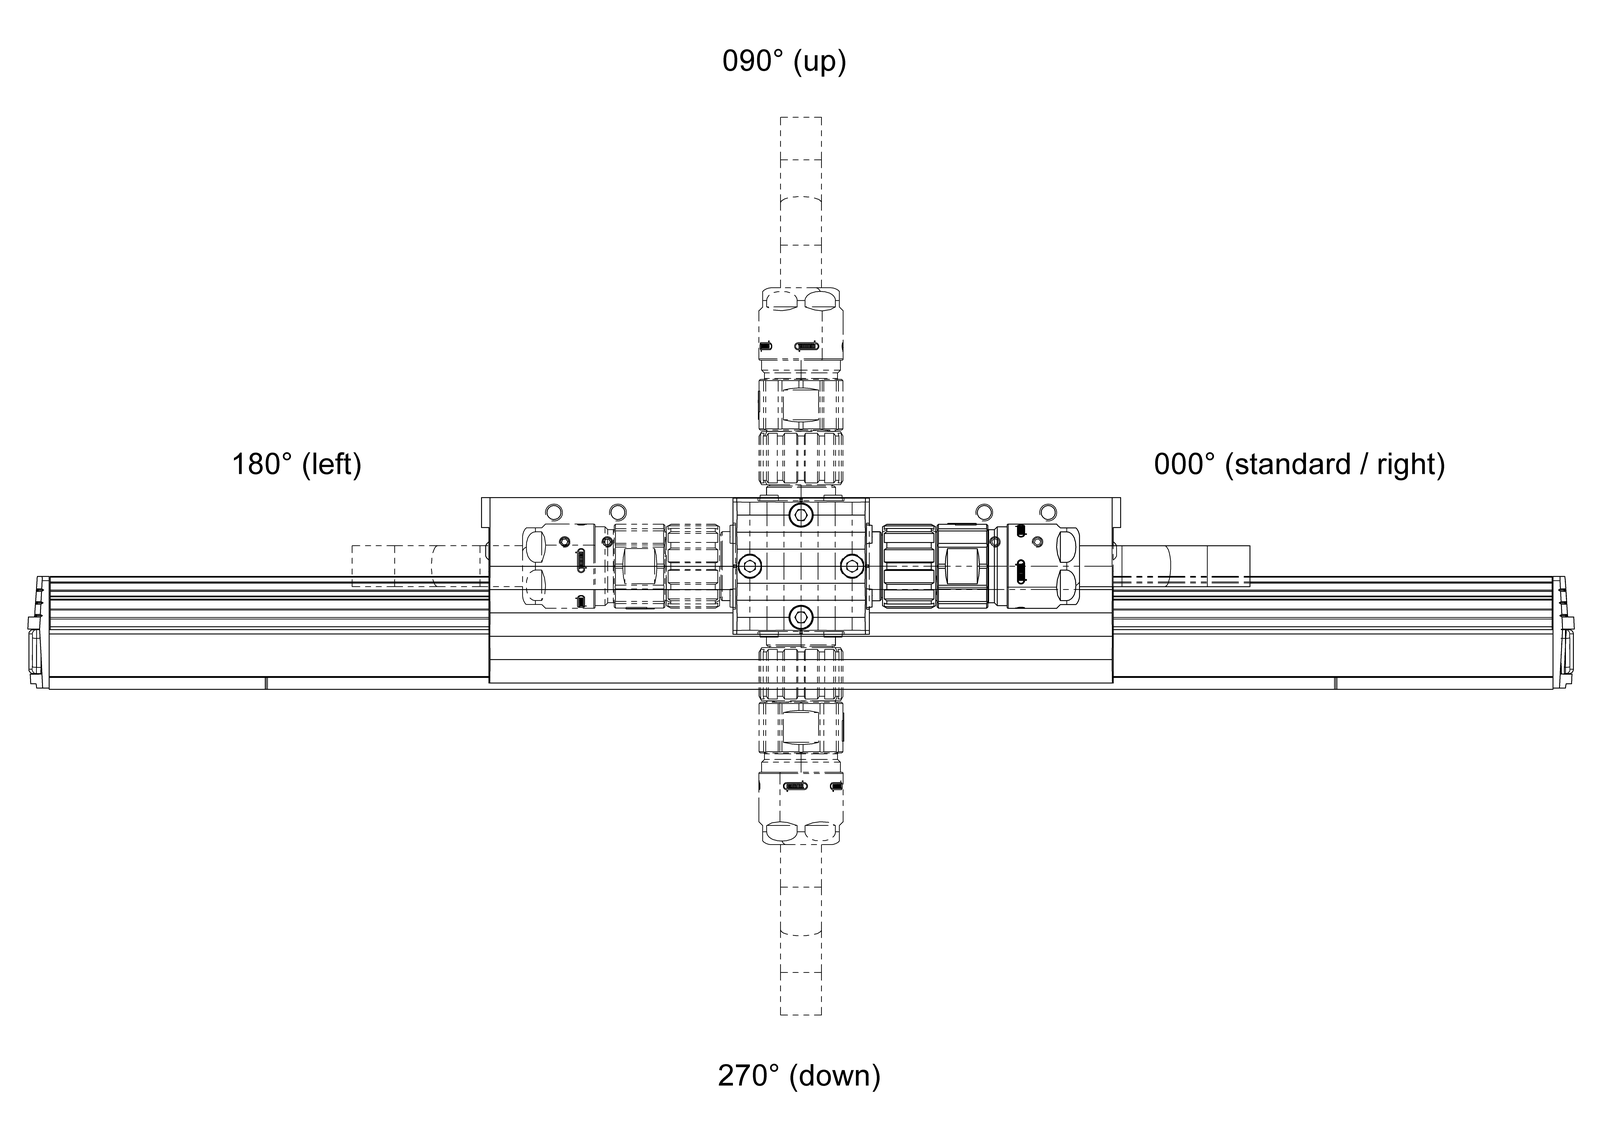 090° (up)
180° (left)
000° (standard / right)
270° (down)